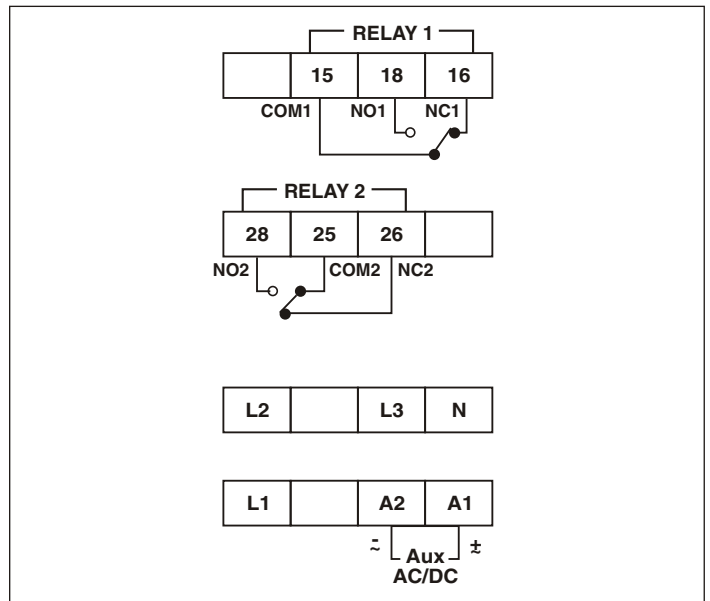 RELAY 1
15 18 16
COM1 NO1 NC1
RELAY 2
28 25 26
NO2 COM2 NC2
L2 L3 N
L1 A2 A1
- ~ Aux ± ~
AC/DC